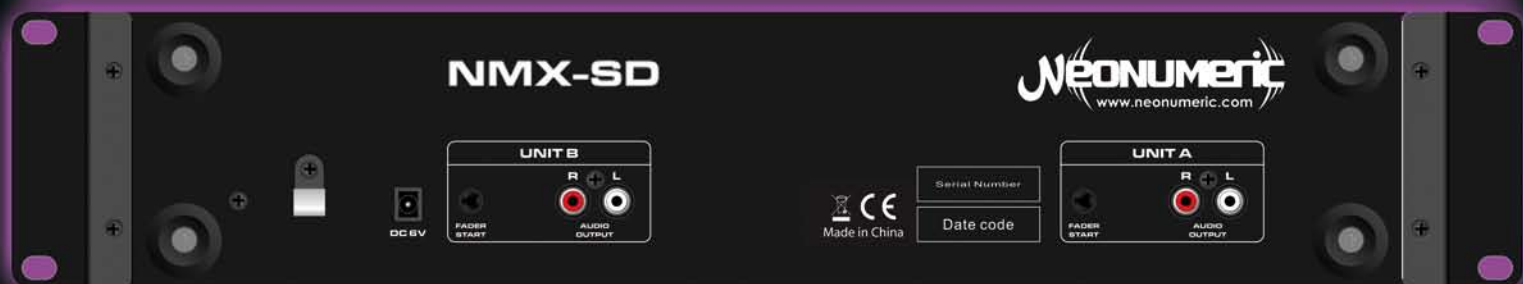 NMX-SD
NEONUMERIC
www.neonumeric.com
UNIT B
R L
DC 6V
FADER
START
AUDIO
OUTPUT
CE
Made in China
Serial Number
Date code
UNIT A
R L
FADER
START
AUDIO
OUTPUT